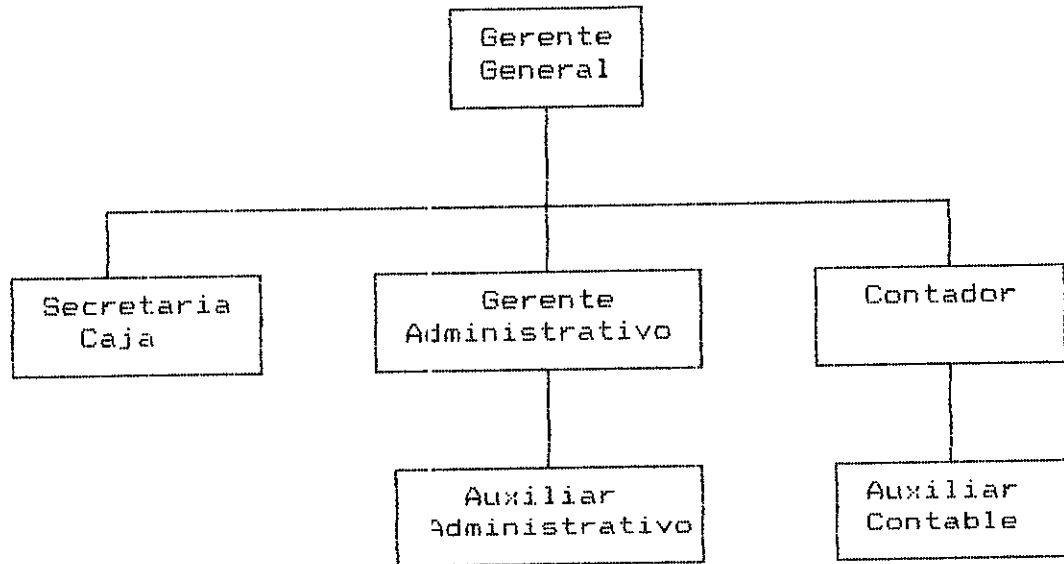 Gerente
General
Secretaria
Caja
Gerente
Administrativo
Contador
Auxiliar
Administrativo
Auxiliar
Contable